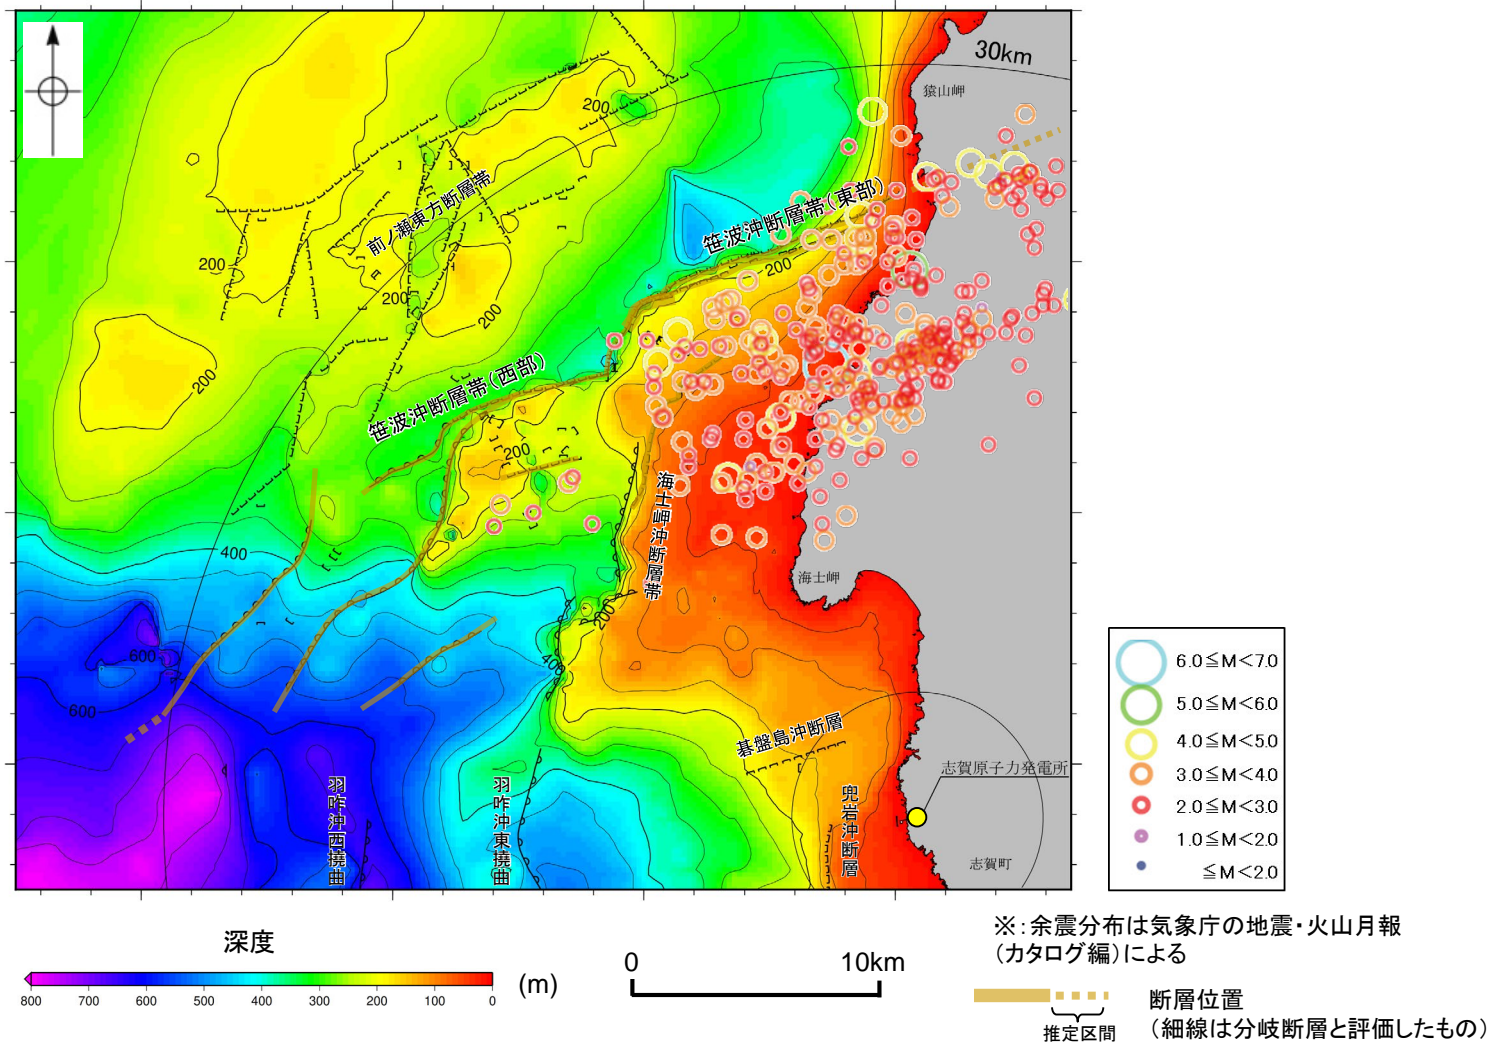 30km
猿山岬
200
前ノ瀬東方断層帯
笹波沖断層帯(東部)
200
200
200
200
200
笹波沖断層帯(西部)
200
海士岬沖断層帯
400
海士岬
200
600
400
600
碁盤島沖断層
志賀原子力発電所
羽咋沖西撓曲
羽咋沖東撓曲
兜岩沖断層
志賀町
6.0≦M<7.0
5.0≦M<6.0
4.0≦M<5.0
3.0≦M<4.0
2.0≦M<3.0
1.0≦M<2.0
≦M<2.0
深度
800 700 600 500 400 300 200 100 0
(m)
0 10km
※:余震分布は気象庁の地震・火山月報
(カタログ編)による
断層位置
推定区間
(細線は分岐断層と評価したもの)